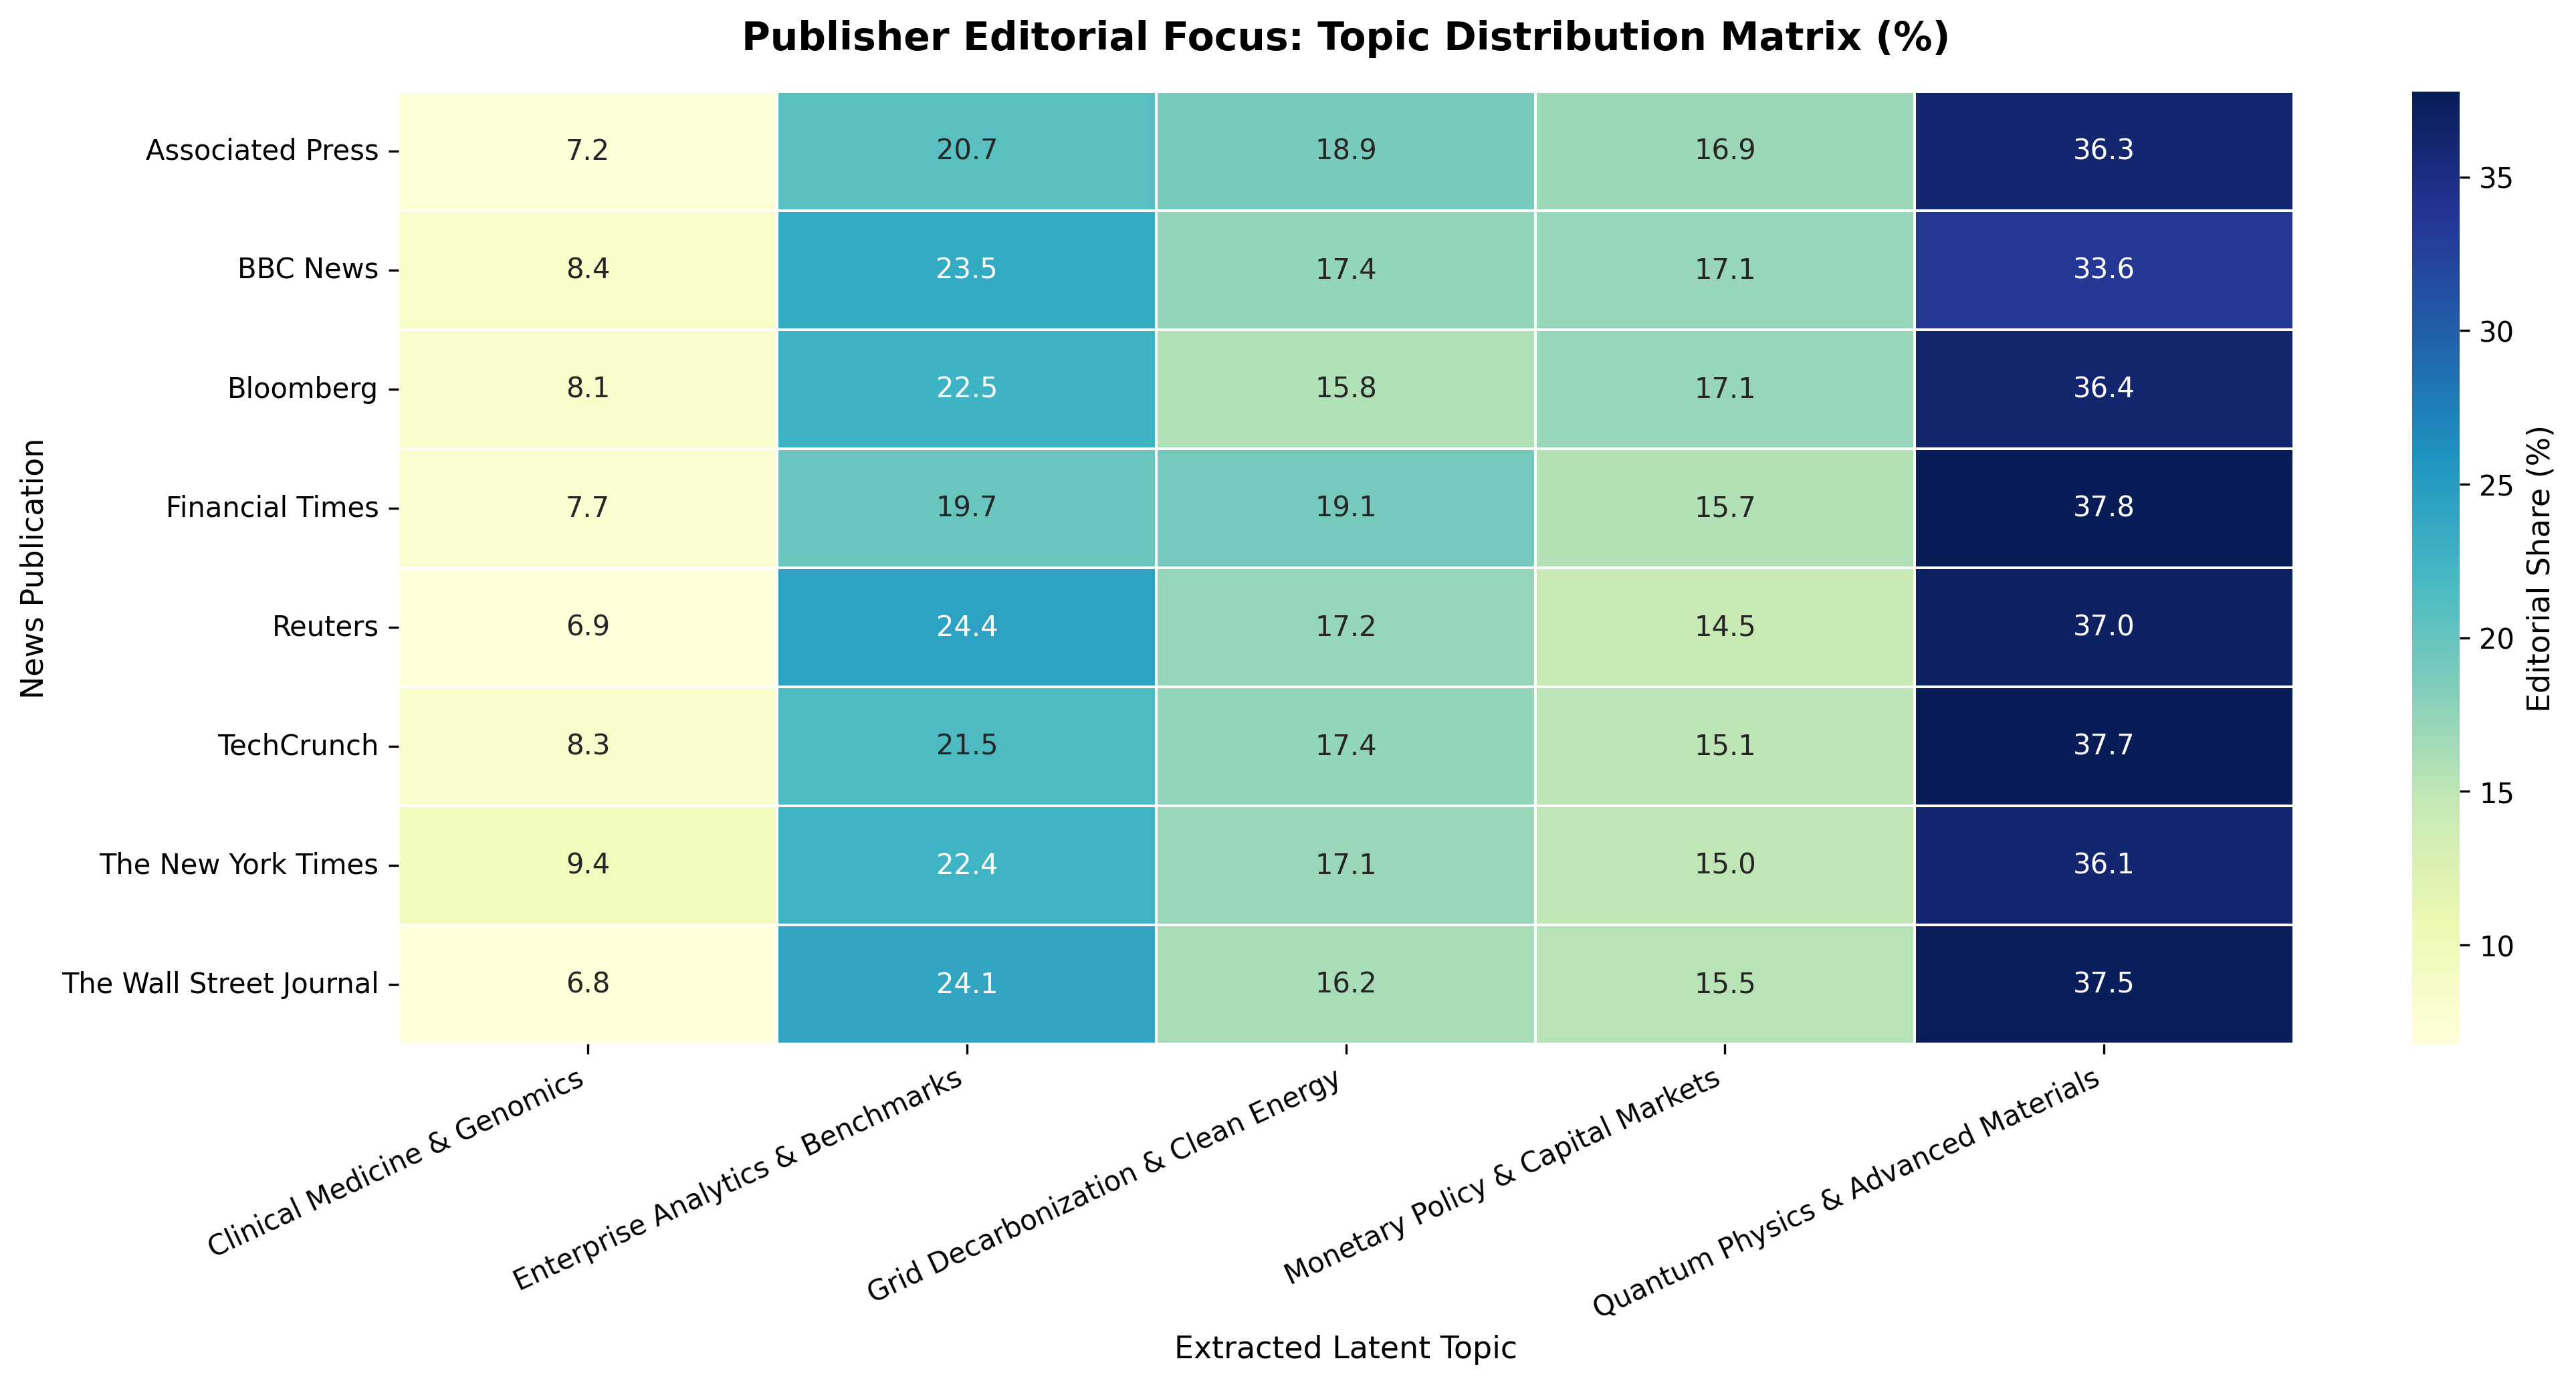 Publisher Editorial Focus: Topic Distribution Matrix (%)
News Publication
Associated Press 7.2 20.7 18.9 16.9 36.3
BBC News 8.4 23.5 17.4 17.1 33.6
Bloomberg 8.1 22.5 15.8 17.1 36.4
Financial Times 7.7 19.7 19.1 15.7 37.8
Reuters 6.9 24.4 17.2 14.5 37.0
TechCrunch 8.3 21.5 17.4 15.1 37.7
The New York Times 9.4 22.4 17.1 15.0 36.1
The Wall Street Journal 6.8 24.1 16.2 15.5 37.5
Clinical Medicine & Genomics
Enterprise Analytics & Benchmarks
Grid Decarbonization & Clean Energy
Monetary Policy & Capital Markets
Quantum Physics & Advanced Materials
Extracted Latent Topic
35
30
25
20
15
10
Editorial Share (%)